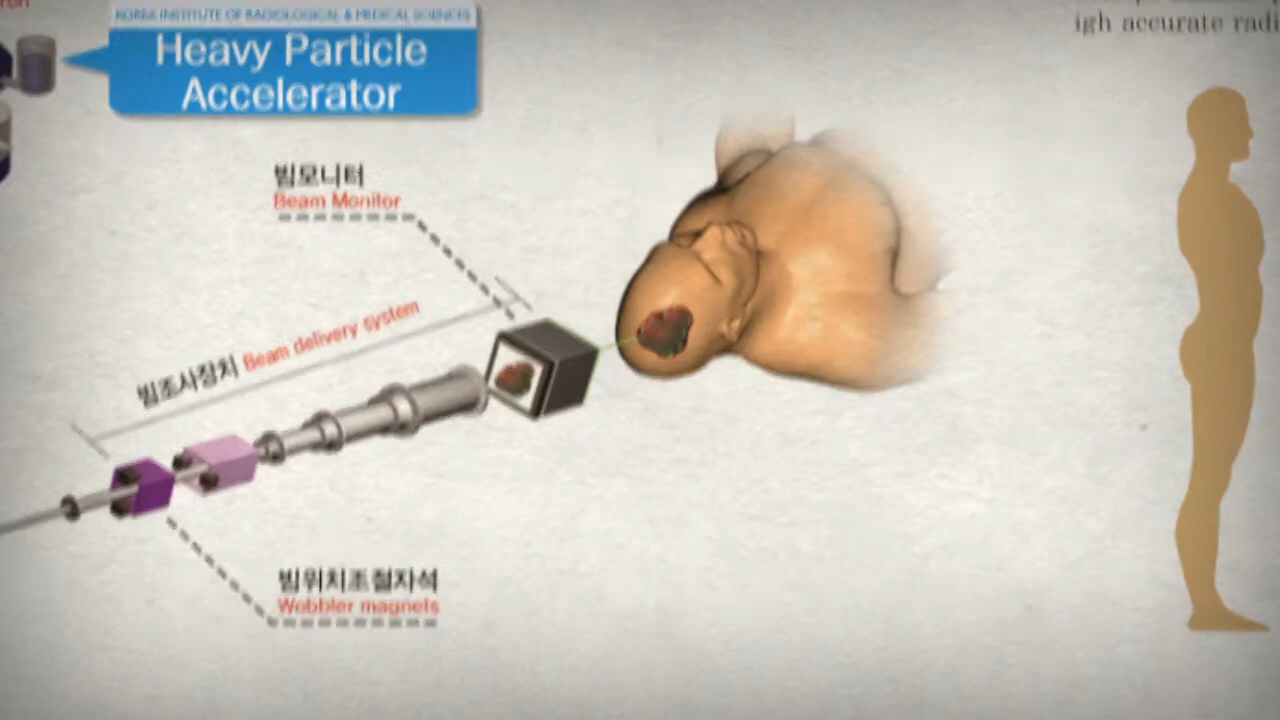 KOREA INSTITUTE OF RADIOLOGICAL & MEDICAL SCIENCES
Heavy Particle
Accelerator
igh accurate radi
빔모니터
Beam Monitor
빔조사장치 Beam delivery system
빔위치조절자석
Wobbler magnets